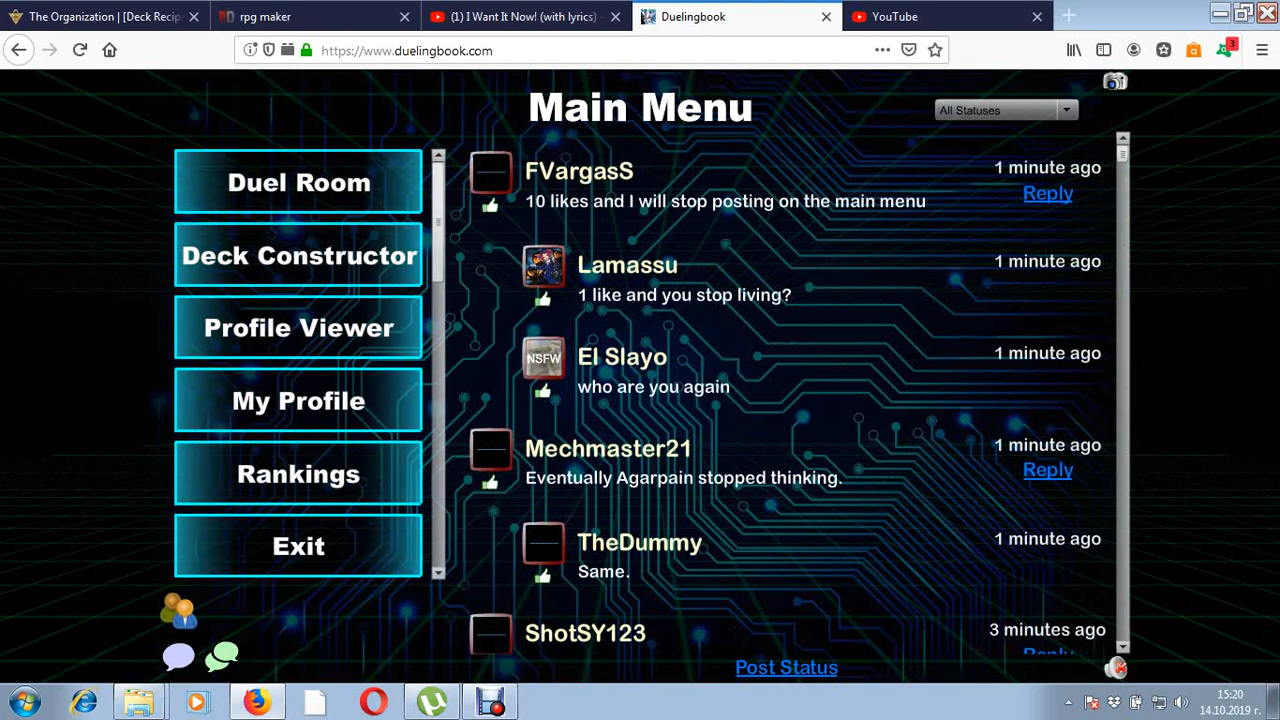 The Organization | [Deck Recip
rpg maker
(1) I Want It Now! (with lyrics) -
Duelingbook
YouTube
https://www.duelingbook.com
3
Main Menu
All Statuses
Duel Room
Deck Constructor
Profile Viewer
My Profile
Rankings
Exit
FVargasS
1 minute ago
10 likes and I will stop posting on the main menu
Reply
Lamassu
1 minute ago
1 like and you stop living?
NSFW
El Slayo
1 minute ago
who are you again
Mechmaster21
1 minute ago
Eventually Agarpain stopped thinking.
Reply
TheDummy
1 minute ago
Same.
ShotSY123
3 minutes ago
Reply
Post Status
15:20
14.10.2019 г.